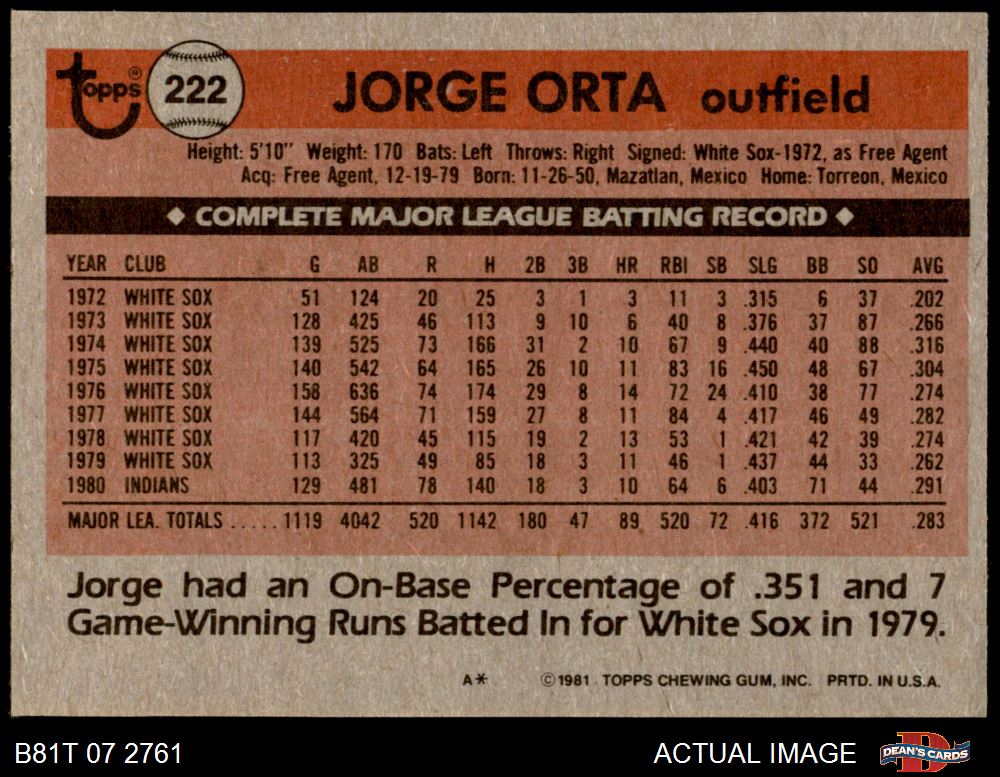 topps® 222 JORGE ORTA outfield
Height: 5'10" Weight: 170 Bats: Left Throws: Right Signed: White Sox-1972, as Free Agent
Acq: Free Agent, 12-19-79 Born: 11-26-50, Mazatlan, Mexico Home: Torreon, Mexico
◆ COMPLETE MAJOR LEAGUE BATTING RECORD ◆
YEAR CLUB G AB R H 2B 3B HR RBI SB SLG BB SO AVG
1972 WHITE SOX 51 124 20 25 3 1 3 11 3 .315 6 37 .202
1973 WHITE SOX 128 425 46 113 9 10 6 40 8 .376 37 87 .266
1974 WHITE SOX 139 525 73 166 31 2 10 67 9 .440 40 88 .316
1975 WHITE SOX 140 542 64 165 26 10 11 83 16 .450 48 67 .304
1976 WHITE SOX 158 636 74 174 29 8 14 72 24 .410 38 77 .274
1977 WHITE SOX 144 564 71 159 27 8 11 84 4 .417 46 49 .282
1978 WHITE SOX 117 420 45 115 19 2 13 53 1 .421 42 39 .274
1979 WHITE SOX 113 325 49 85 18 3 11 46 1 .437 44 33 .262
1980 INDIANS 129 481 78 140 18 3 10 64 6 .403 71 44 .291
MAJOR LEA. TOTALS ..... 1119 4042 520 1142 180 47 89 520 72 .416 372 521 .283
Jorge had an On-Base Percentage of .351 and 7
Game-Winning Runs Batted In for White Sox in 1979.
A* ©1981 TOPPS CHEWING GUM, INC. PRTD. IN U.S.A.
B81T 07 2761 ACTUAL IMAGE DEAN'S CARDS